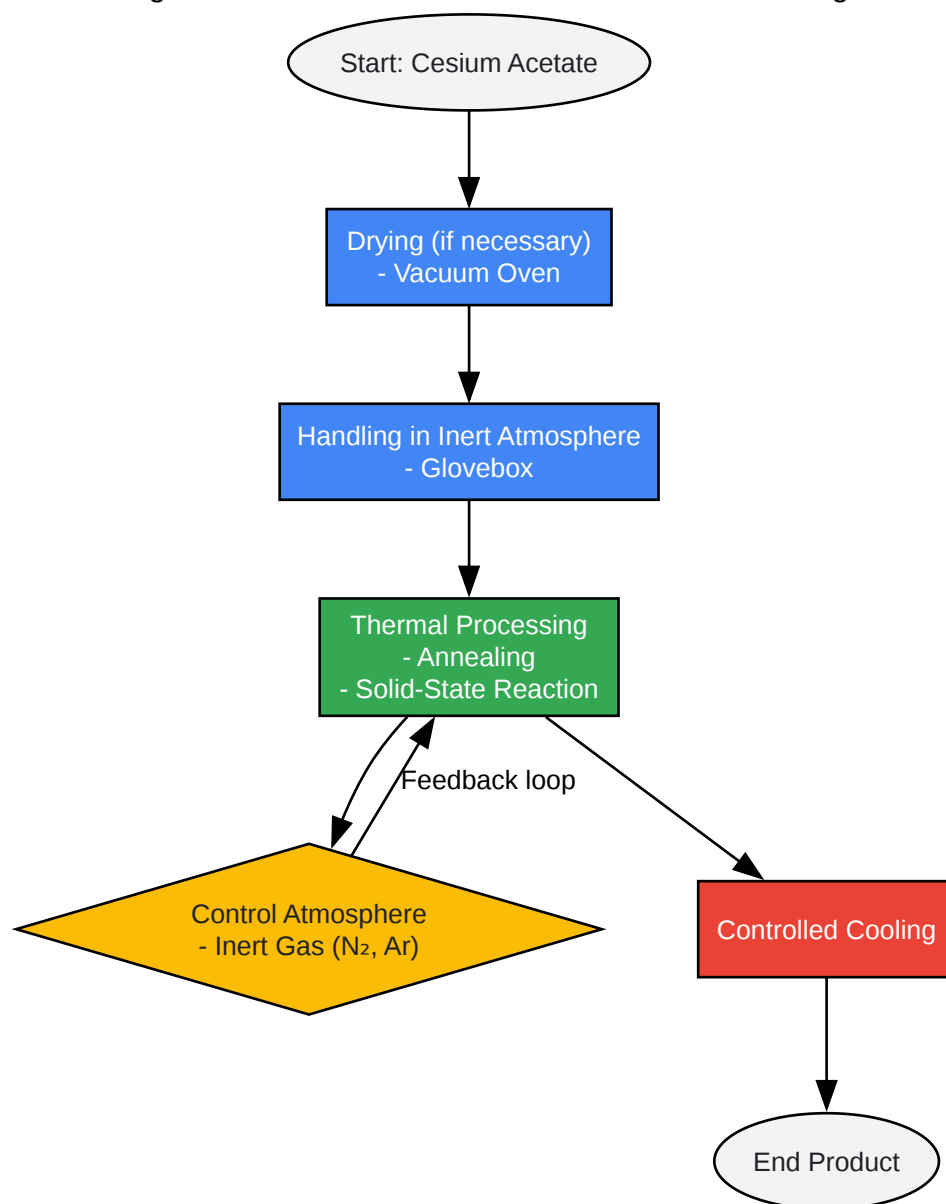 Start: Cesium Acetate
Drying (if necessary)
- Vacuum Oven
Handling in Inert Atmosphere
- Glovebox
Thermal Processing
- Annealing
- Solid-State Reaction
Feedback loop
Control Atmosphere
- Inert Gas (N₂, Ar)
Controlled Cooling
End Product